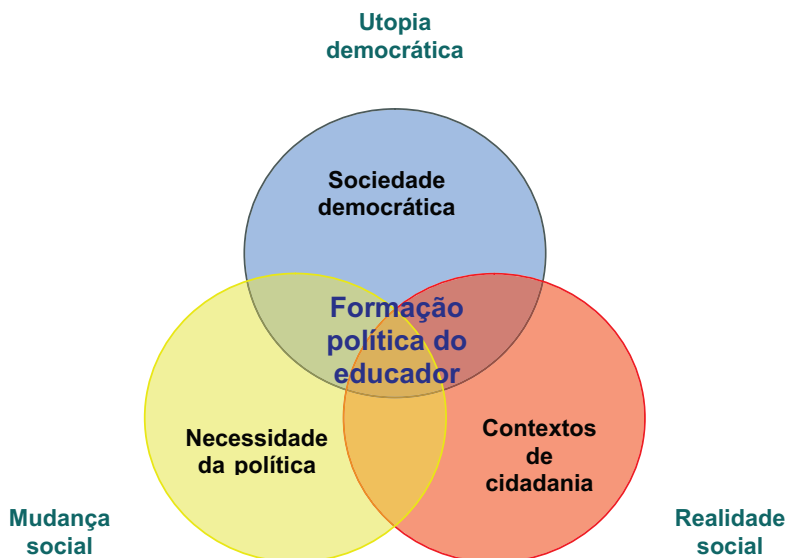 Utopia
democrática
Sociedade
democrática
Formação
política do
educador
Necessidade
da política
Contextos
de
cidadania
Mudança
social
Realidade
social